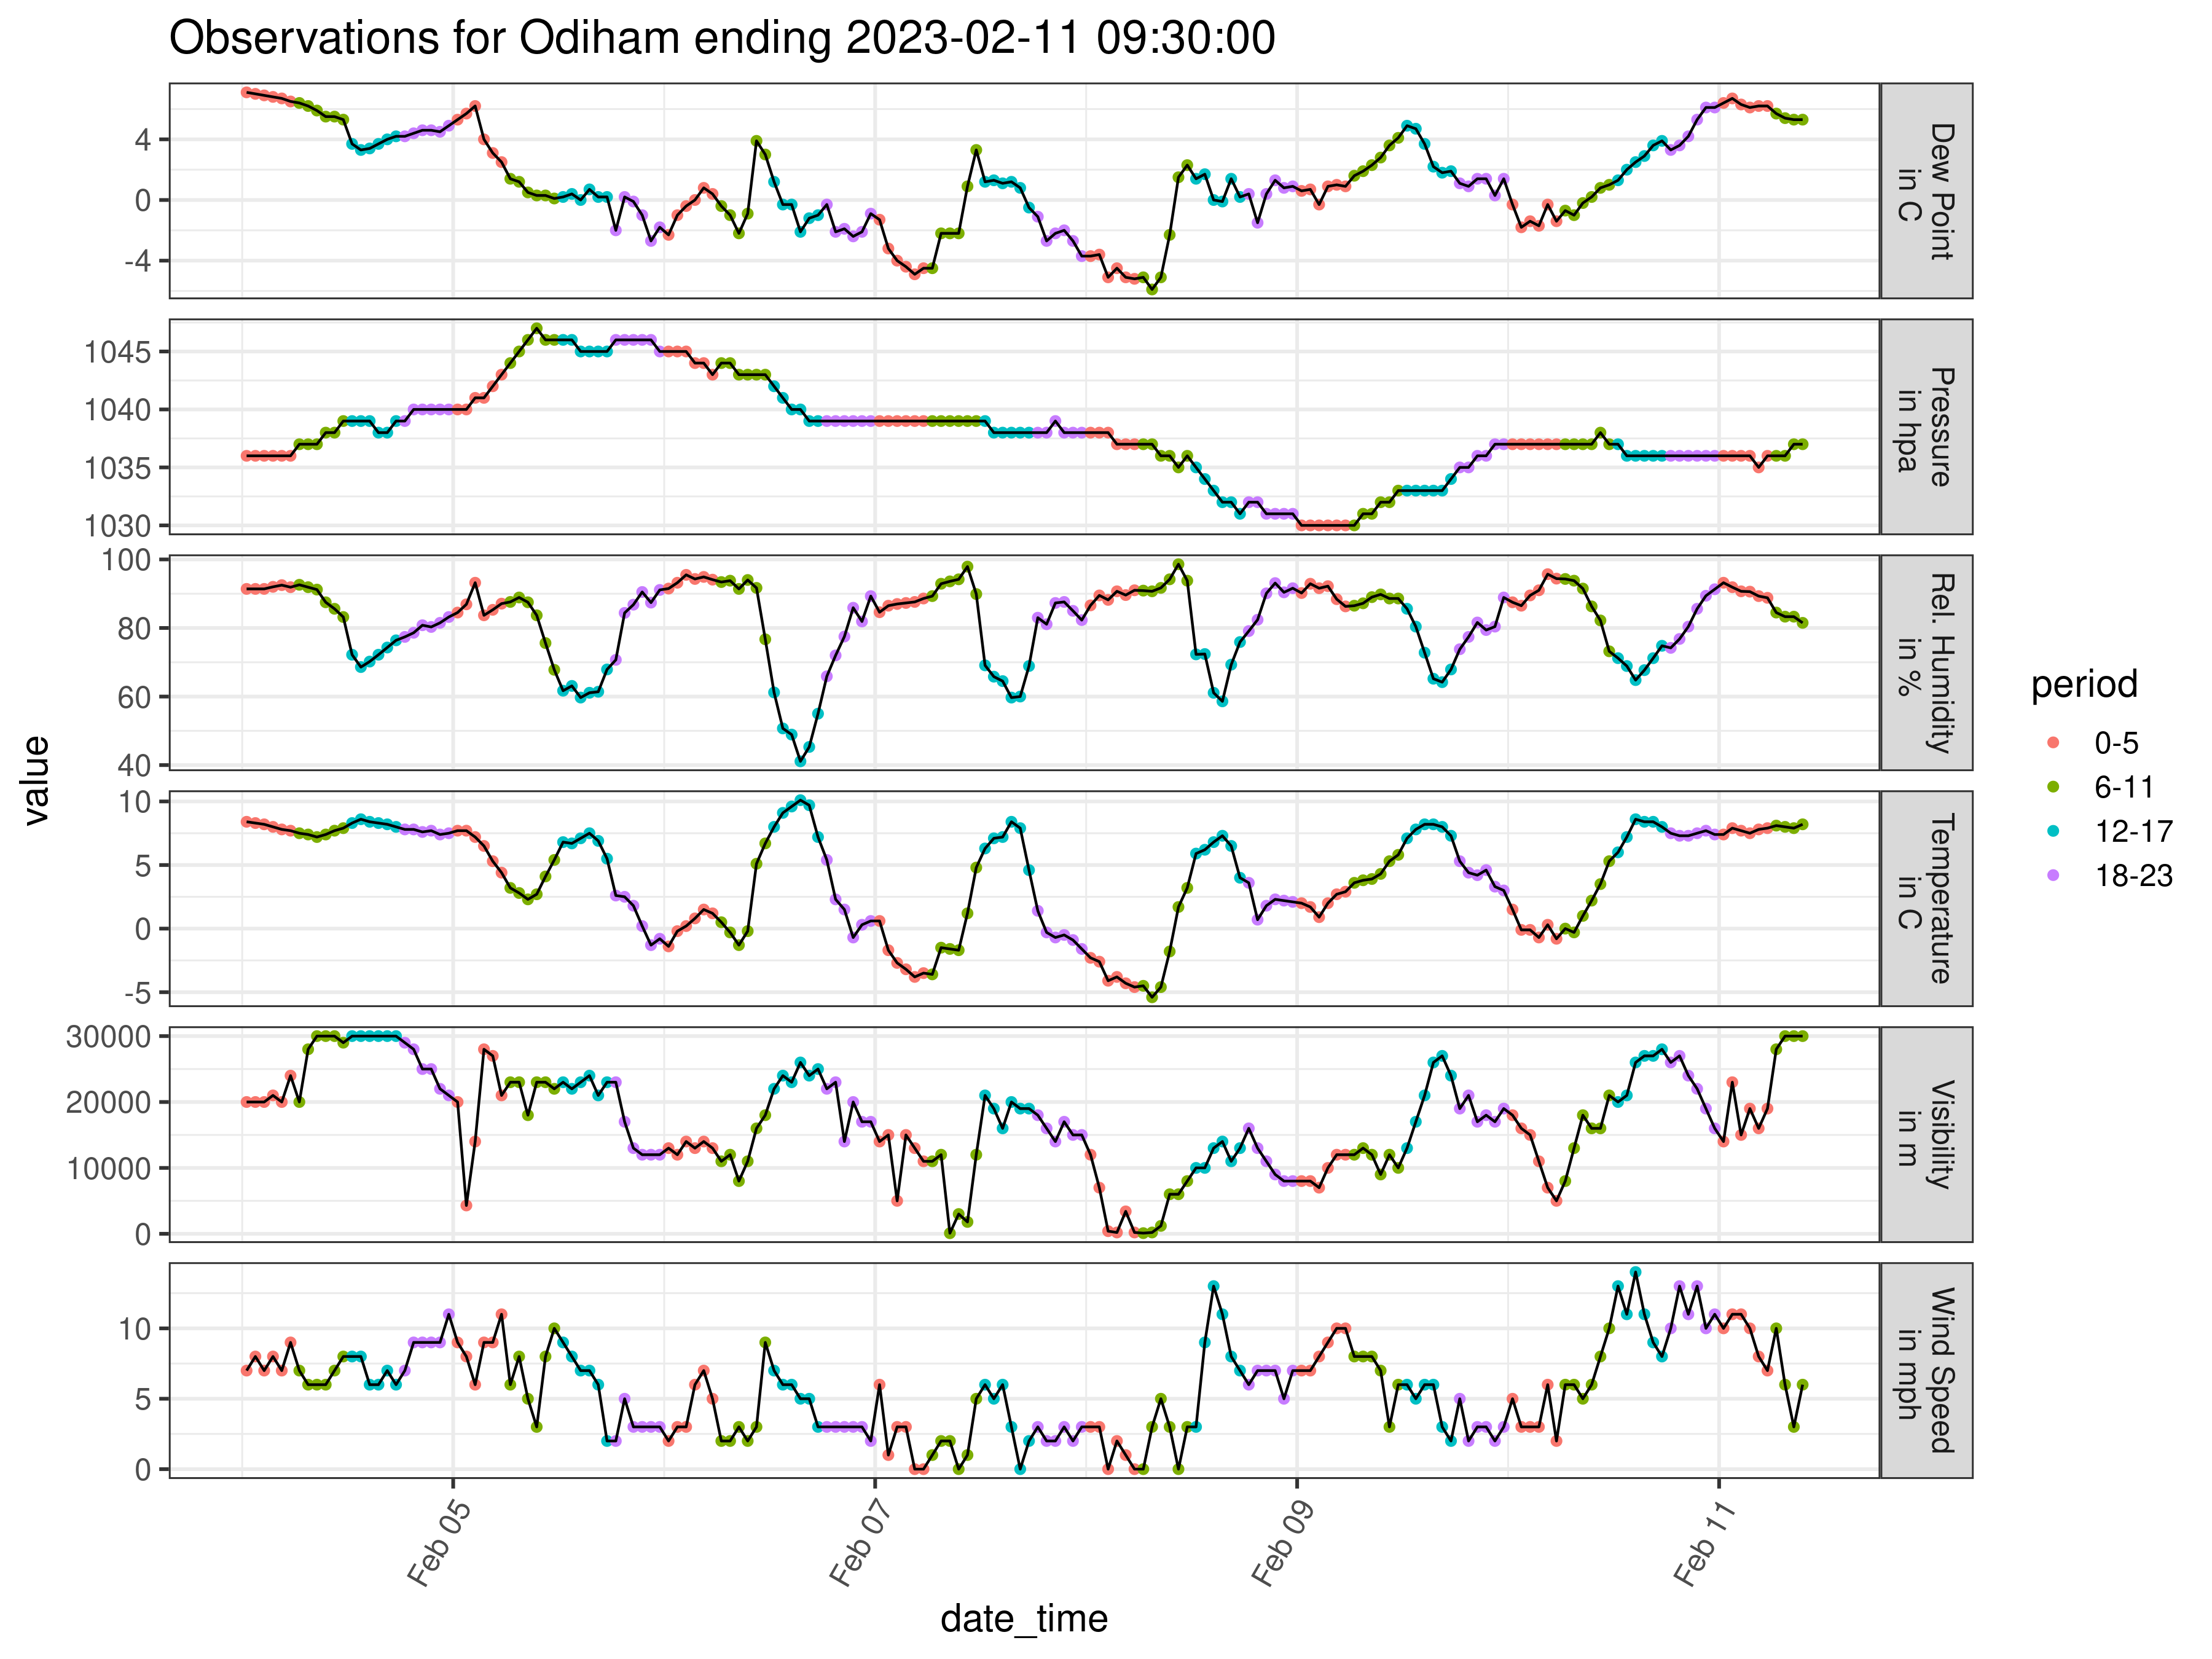 Observations for Odiham ending 2023-02-11 09:30:00
value
4
0
-4
Dew Point
in C
1045
1040
1035
1030
Pressure
in hpa
100
80
60
40
Rel. Humidity
in %
10
5
0
-5
Temperature
in C
30000
20000
10000
0
Visibility
in m
10
5
0
Wind Speed
in mph
Feb 05
Feb 07
Feb 09
Feb 11
date_time
period
0-5
6-11
12-17
18-23